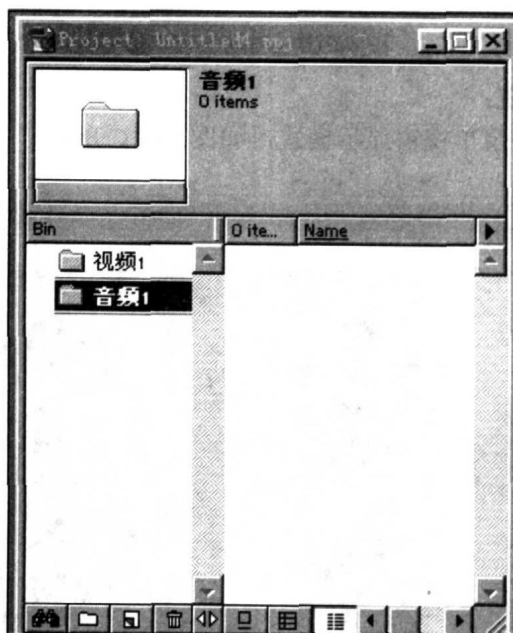 Project: Untitled4.ppj
音频1
0 items
Bin
0 ite...
Name
视频1
音频1